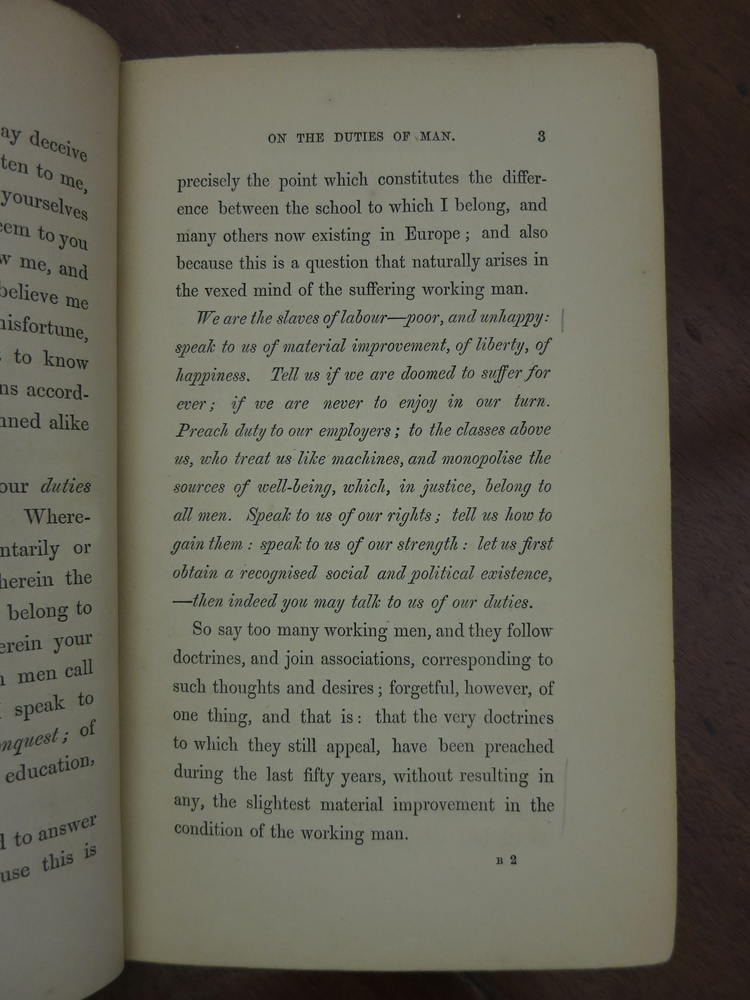 ay deceive
ten to me,
yourselves
to you
me, and
believe me
to know
accord-
alike
our duties
Where-
or
the
belong to
your
men call
speak to
of
education,
to answer
this is
ON THE DUTIES OF MAN. 3
precisely the point which constitutes the differ-
ence between the school to which I belong, and
many others now existing in Europe ; and also
because this is a question that naturally arises in
the vexed mind of the suffering working man.
We are the slaves of labour—poor, and unhappy:
speak to us of material improvement, of liberty, of
happiness. Tell us if we are doomed to suffer for
ever ; if we are never to enjoy in our turn.
Preach duty to our employers ; to the classes above
us, who treat us like machines, and monopolise the
sources of well-being, which, in justice, belong to
all men. Speak to us of our rights ; tell us how to
gain them : speak to us of our strength : let us first
obtain a recognised social and political existence,
—then indeed you may talk to us of our duties.
So say too many working men, and they follow
doctrines, and join associations, corresponding to
such thoughts and desires ; forgetful, however, of
one thing, and that is : that the very doctrines
to which they still appeal, have been preached
during the last fifty years, without resulting in
any, the slightest material improvement in the
condition of the working man.
B 2